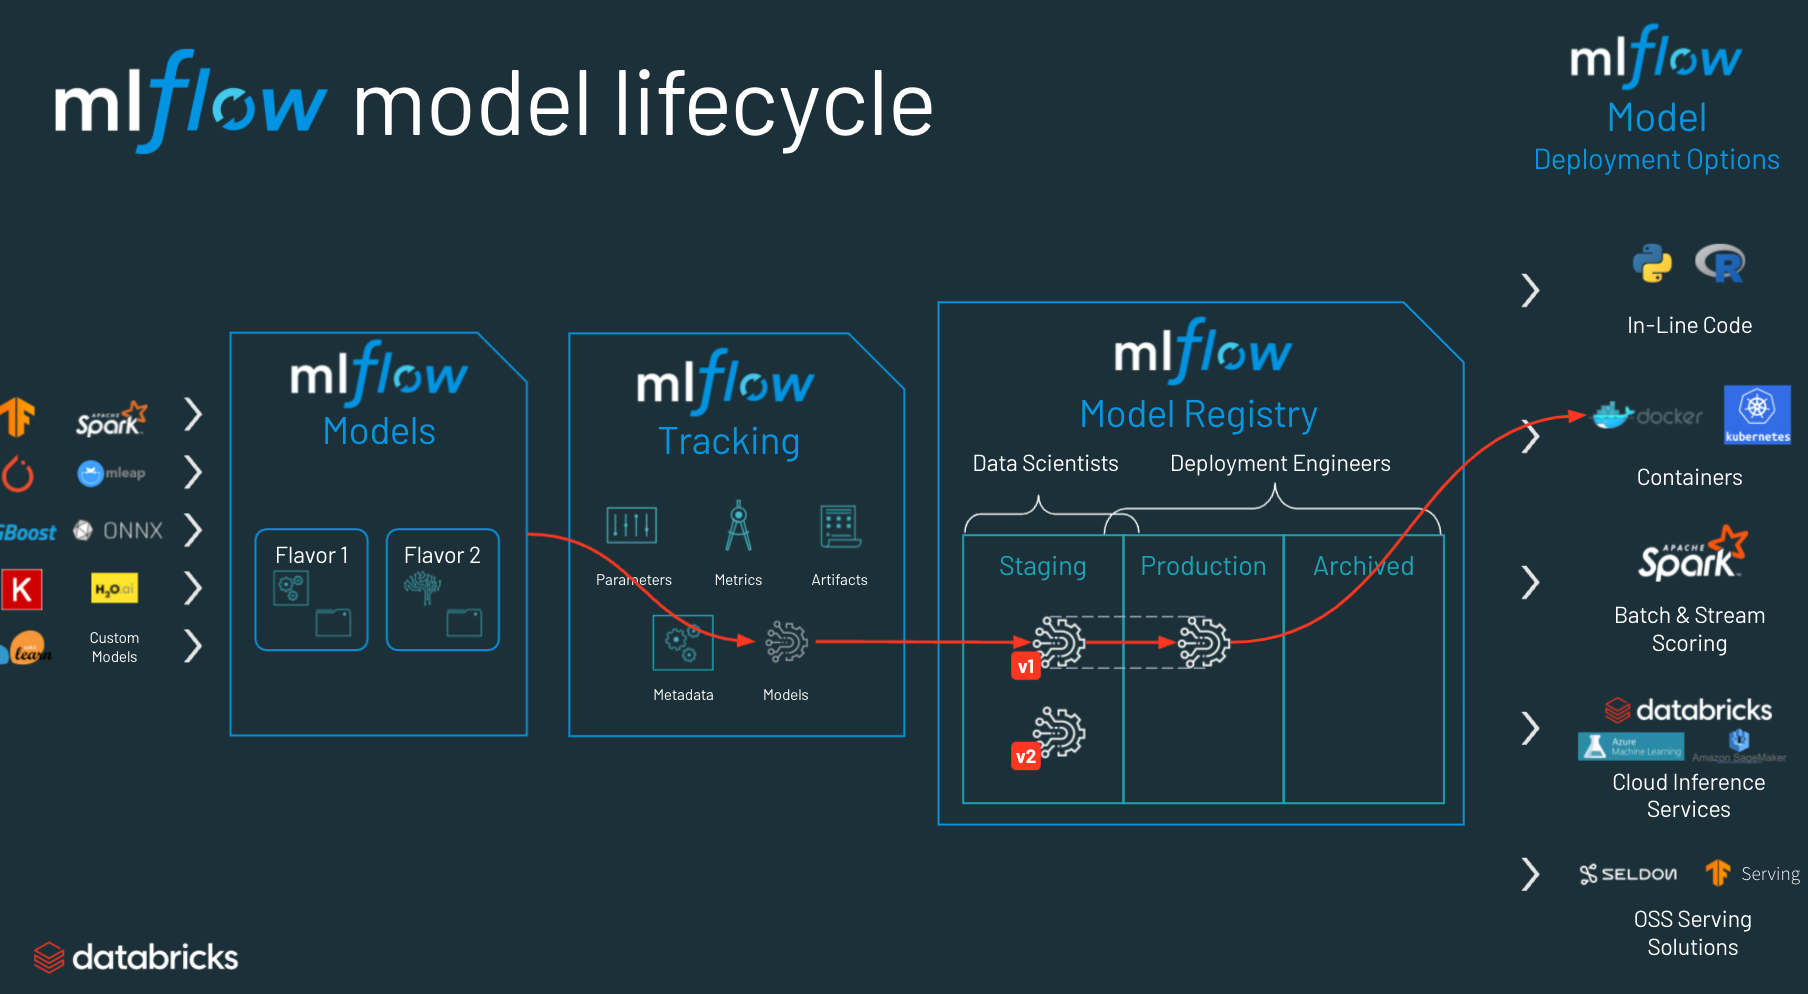 mlflow model lifecycle
mlflow
Model
Deployment Options
APACHE
Spark
mleap
GBoost
ONNX
K
H2O.ai
learn
Custom
Models
mlflow
Models
Flavor 1
Flavor 2
mlflow
Tracking
Parameters
Metrics
Artifacts
Metadata
Models
mlflow
Model Registry
Data Scientists
Deployment Engineers
Staging
Production
Archived
v1
v2
R
In-Line Code
docker
kubernetes
Containers
APACHE
Spark
Batch & Stream
Scoring
databricks
Azure
Machine Learning
Amazon SageMaker
Cloud Inference
Services
SELDON
Serving
OSS Serving
Solutions
databricks